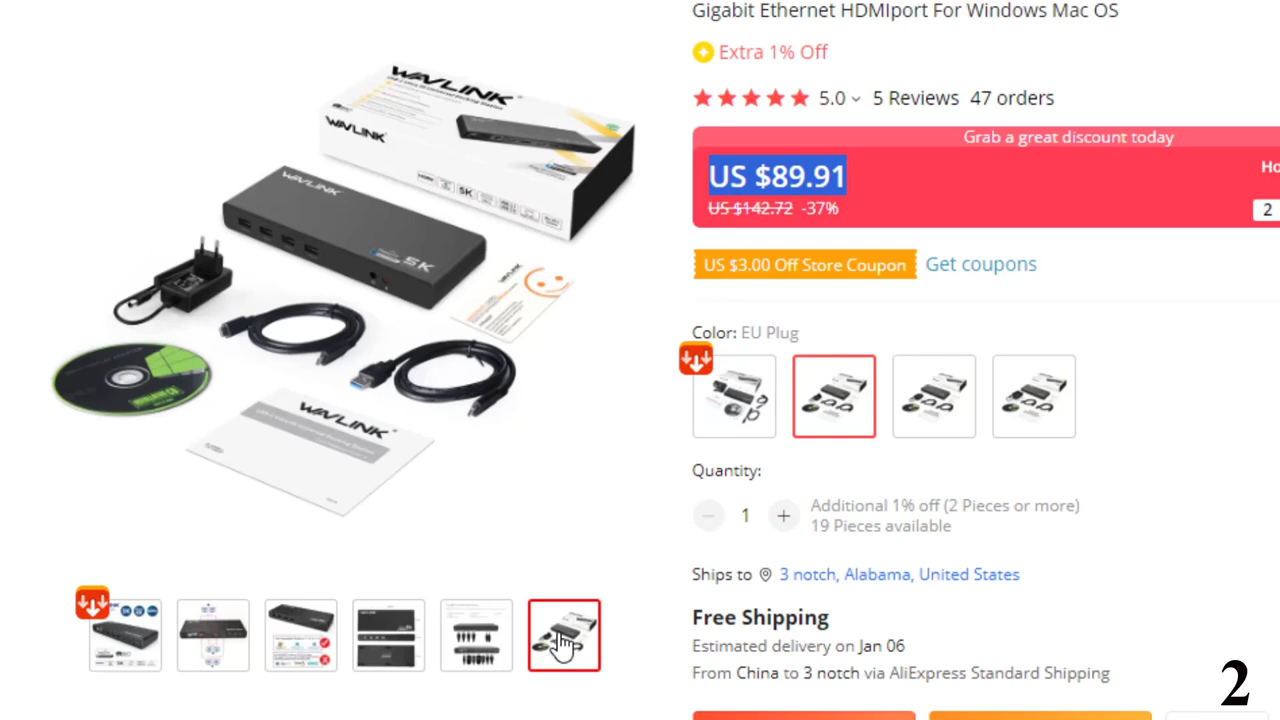 Gigabit Ethernet HDMIport For Windows Mac OS
Extra 1% Off
5.0 5 Reviews 47 orders
Grab a great discount today
US $89.91
Ho
US $142.72 -37%
2
US $3.00 Off Store Coupon Get coupons
Color: EU Plug
Quantity:
1
Additional 1% off (2 Pieces or more)
19 Pieces available
Ships to 3 notch, Alabama, United States
Free Shipping
Estimated delivery on Jan 06
From China to 3 notch via AliExpress Standard Shipping
2
WAVLINK
WAVLINK
HDMI
5K
WAVLINK
5K
WAVLINK
WAVLINK